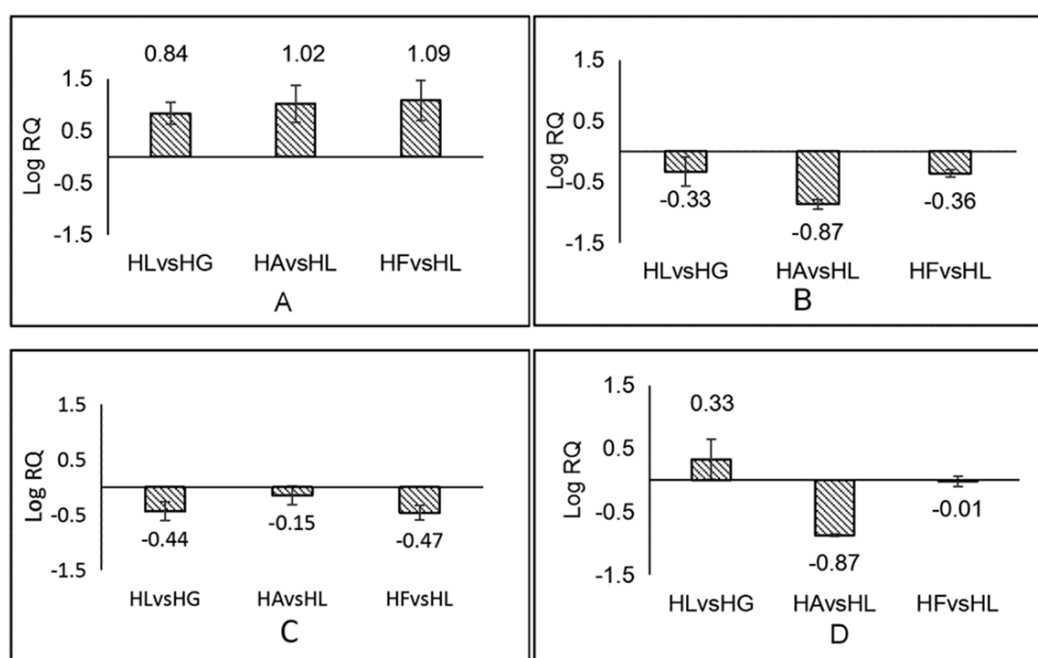 0.84 1.02 1.09
1.5
0.5
-0.5
-1.5
Log RQ
HLvsHG HAvsHL HFvsHL
A
1.5
0.5
-0.5
-1.5
Log RQ
-0.33 -0.87 -0.36
HLvsHG HAvsHL HFvsHL
B
1.5
0.5
-0.5
-1.5
Log RQ
-0.44 -0.15 -0.47
HLvsHG HAvsHL HFvsHL
C
1.5
0.5
-0.5
-1.5
Log RQ
0.33 -0.87 -0.01
HLvsHG HAvsHL HFvsHL
D